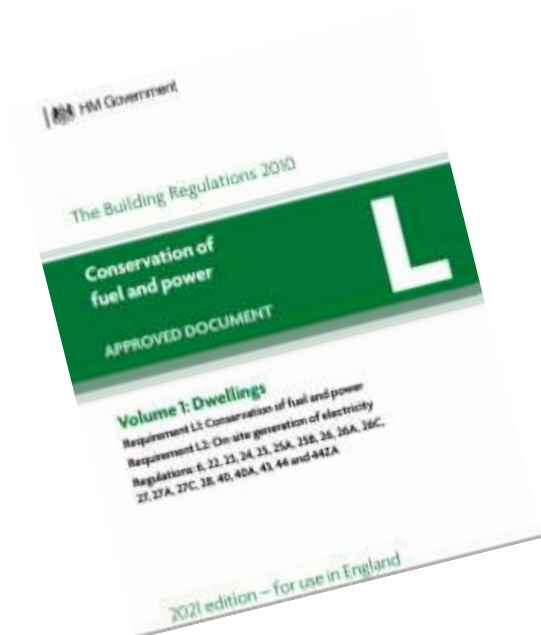 HM Government
The Building Regulations 2010
Conservation of
fuel and power
L
APPROVED DOCUMENT
Volume 1: Dwellings
Requirement L1: Conservation of fuel and power
Requirement L2: On-site generation of electricity
Regulations: 6, 22, 23, 24, 25, 25A, 25B, 26, 26A, 26C,
27, 27A, 27C, 28, 40, 40A, 43, 44 and 44ZA
2021 edition – for use in England